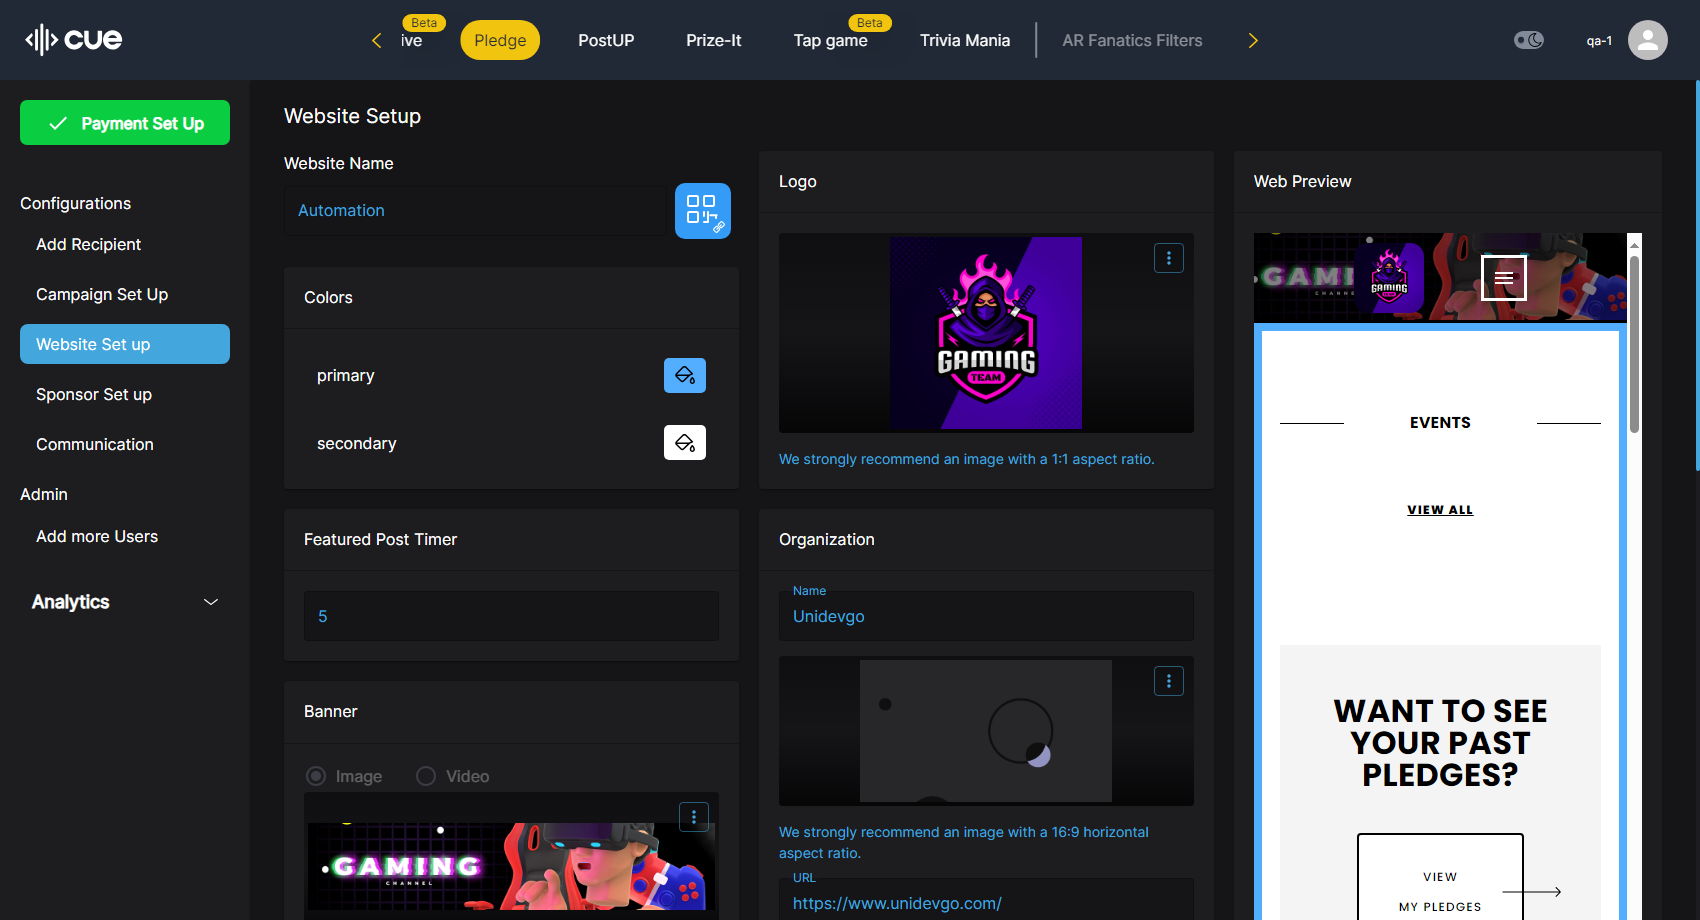 cue
ive
Beta
Pledge
PostUP
Prize-It
Tap game
Beta
Trivia Mania
AR Fanatics Filters
qa-1
Payment Set Up
Configurations
Add Recipient
Campaign Set Up
Website Set up
Sponsor Set up
Communication
Admin
Add more Users
Analytics
Website Setup
Website Name
Automation
Colors
primary
secondary
Featured Post Timer
5
Banner
Image
Video
GAMING
CHANNEL
Logo
GAMING
TEAM
We strongly recommend an image with a 1:1 aspect ratio.
Organization
Name
Unidevgo
We strongly recommend an image with a 16:9 horizontal
aspect ratio.
URL
https://www.unidevgo.com/
Web Preview
GAMI
CHANN
GAMING
TEAM
EVENTS
VIEW ALL
WANT TO SEE
YOUR PAST
PLEDGES?
VIEW
MY PLEDGES